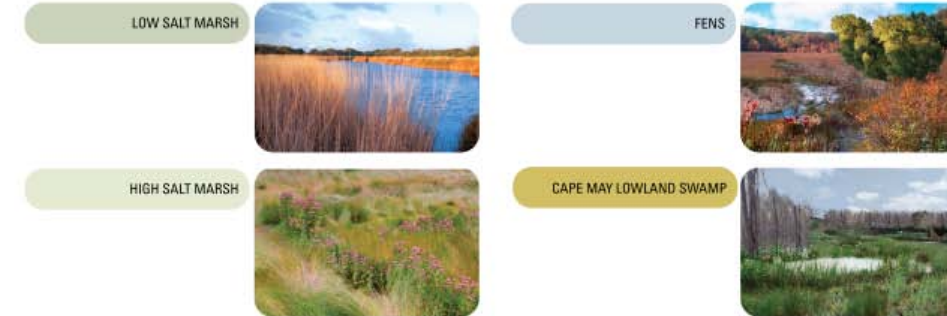 LOW SALT MARSH
FENS
HIGH SALT MARSH
CAPE MAY LOWLAND SWAMP